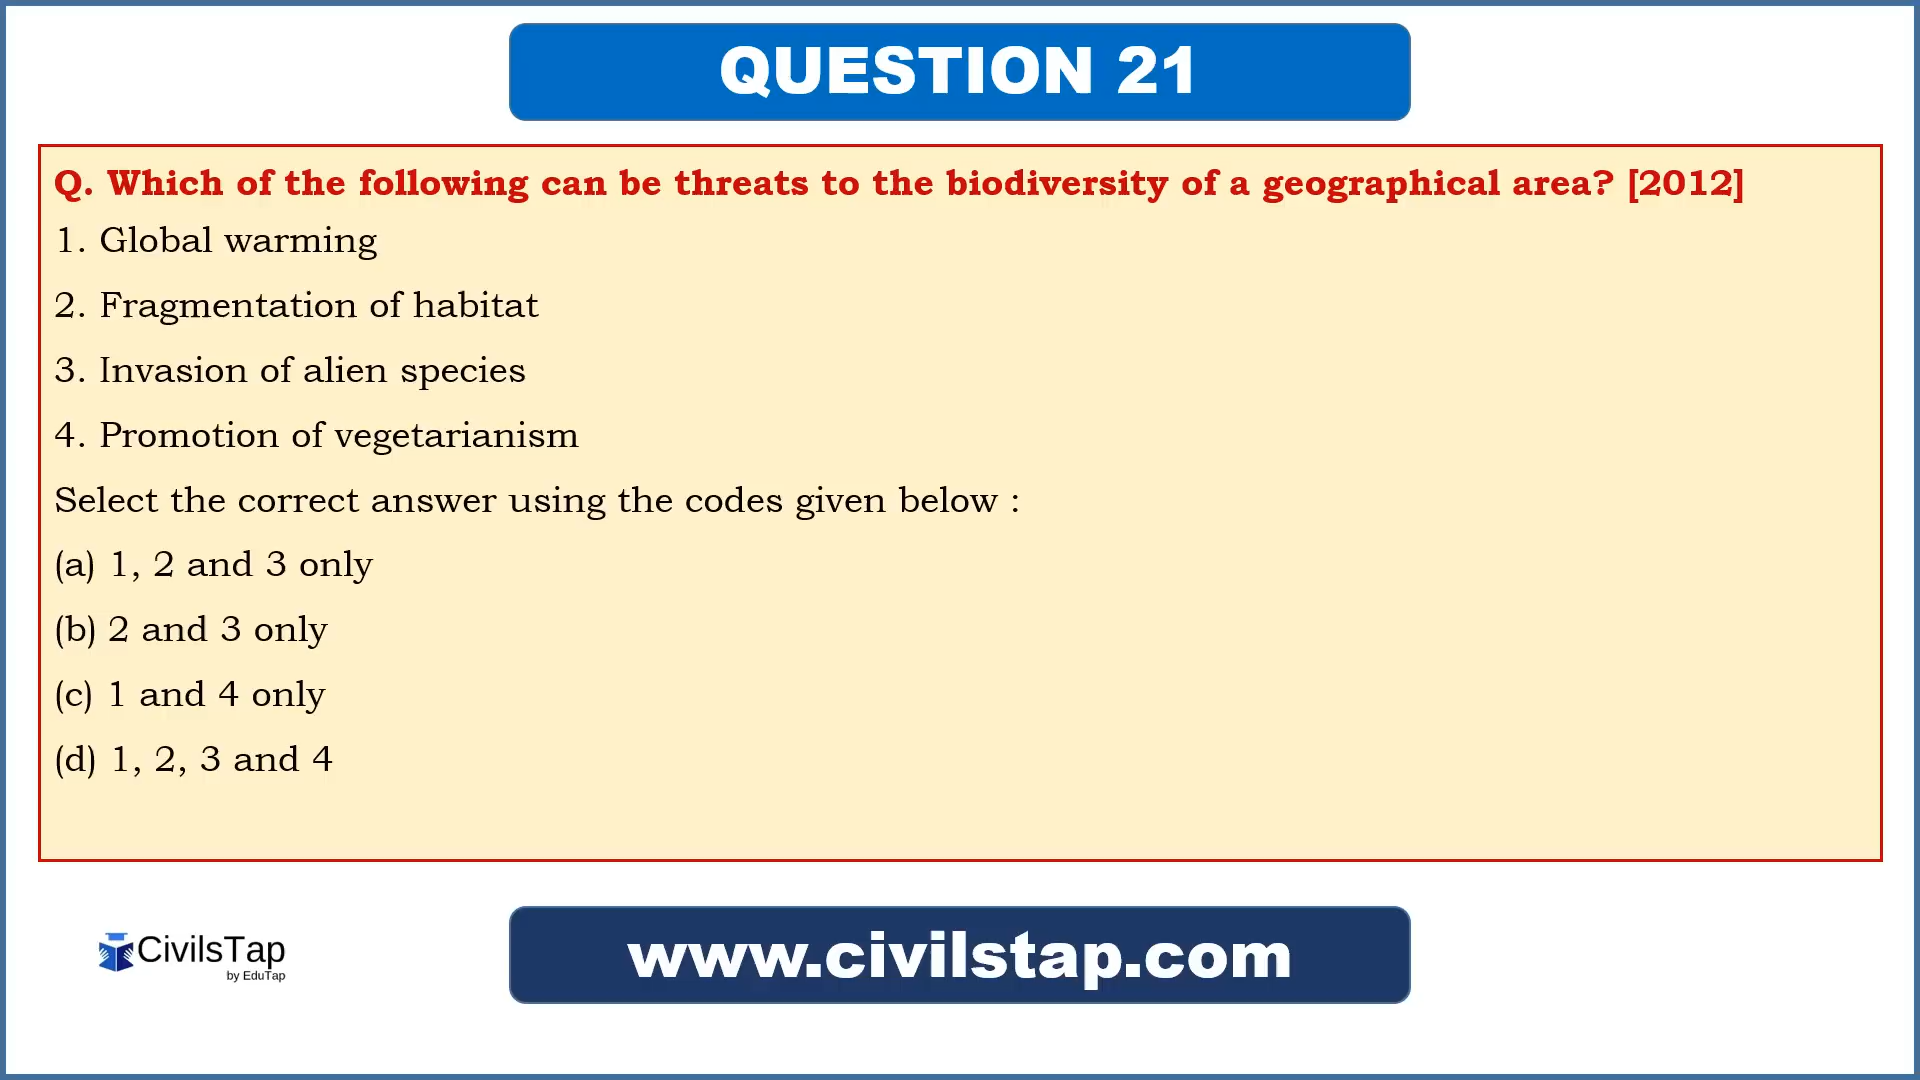 QUESTION 21
Q. Which of the following can be threats to the biodiversity of a geographical area? [2012]
1. Global warming
2. Fragmentation of habitat
3. Invasion of alien species
4. Promotion of vegetarianism
Select the correct answer using the codes given below :
(a) 1, 2 and 3 only
(b) 2 and 3 only
(c) 1 and 4 only
(d) 1, 2, 3 and 4
CivilsTap
by EduTap
www.civilstap.com